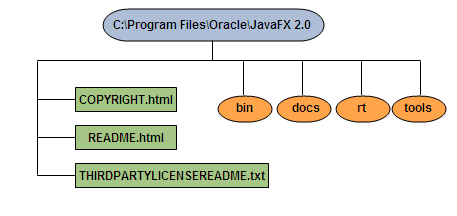 C:\Program Files\Oracle\JavaFX 2.0
COPYRIGHT.html
bin
docs
rt
tools
README.html
THIRDPARTYLICENSEREADME.txt